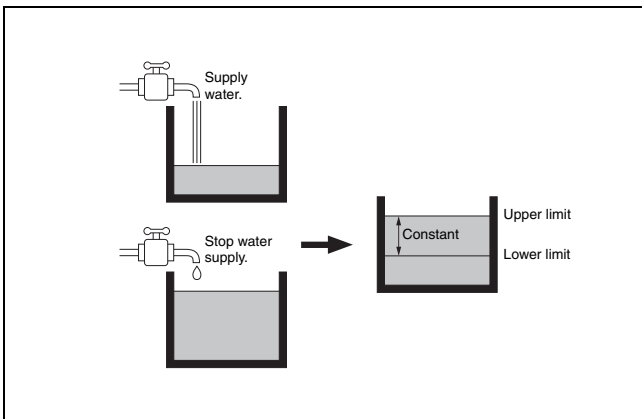 Supply
water.
Stop water
supply.
Upper limit
Constant
Lower limit